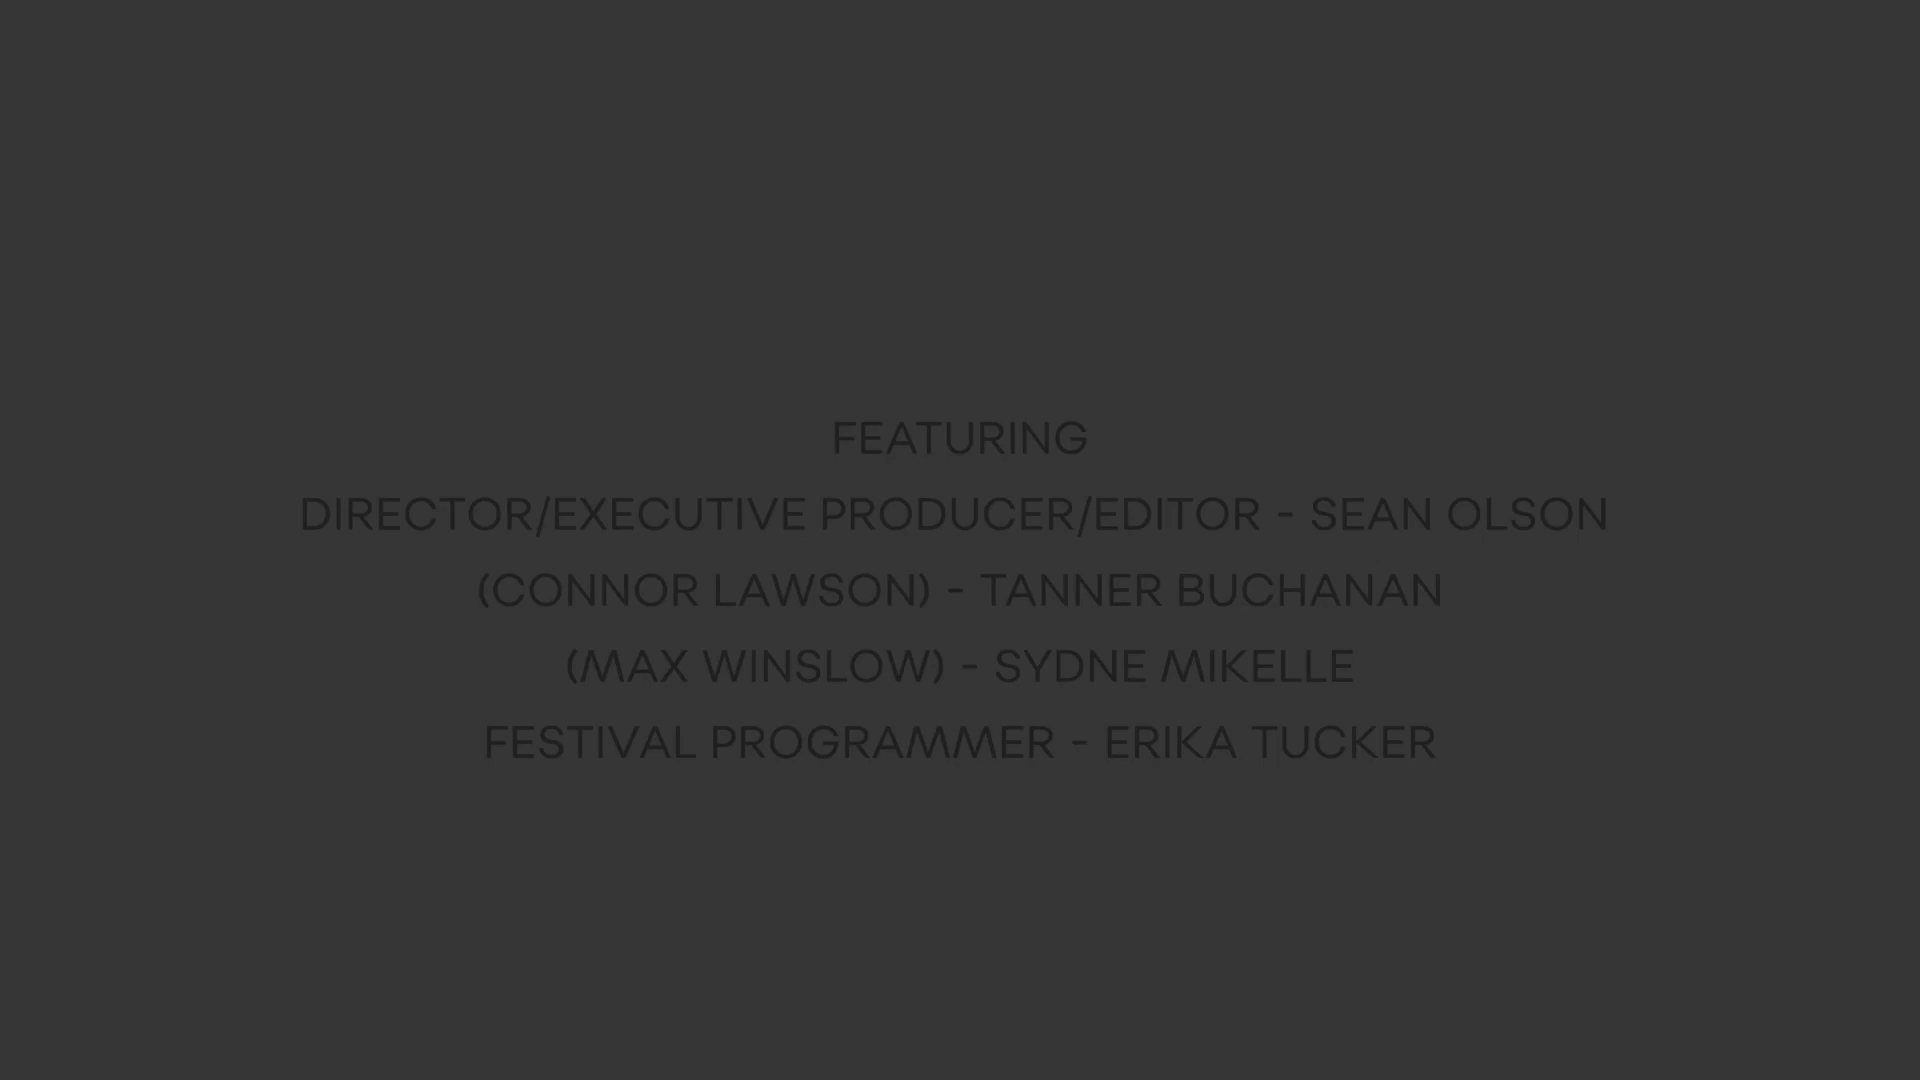 FEATURING
DIRECTOR/EXECUTIVE PRODUCER/EDITOR - SEAN OLSON
(CONNOR LAWSON) - TANNER BUCHANAN
(MAX WINSLOW) - SYDNE MIKELLE
FESTIVAL PROGRAMMER - ERIKA TUCKER